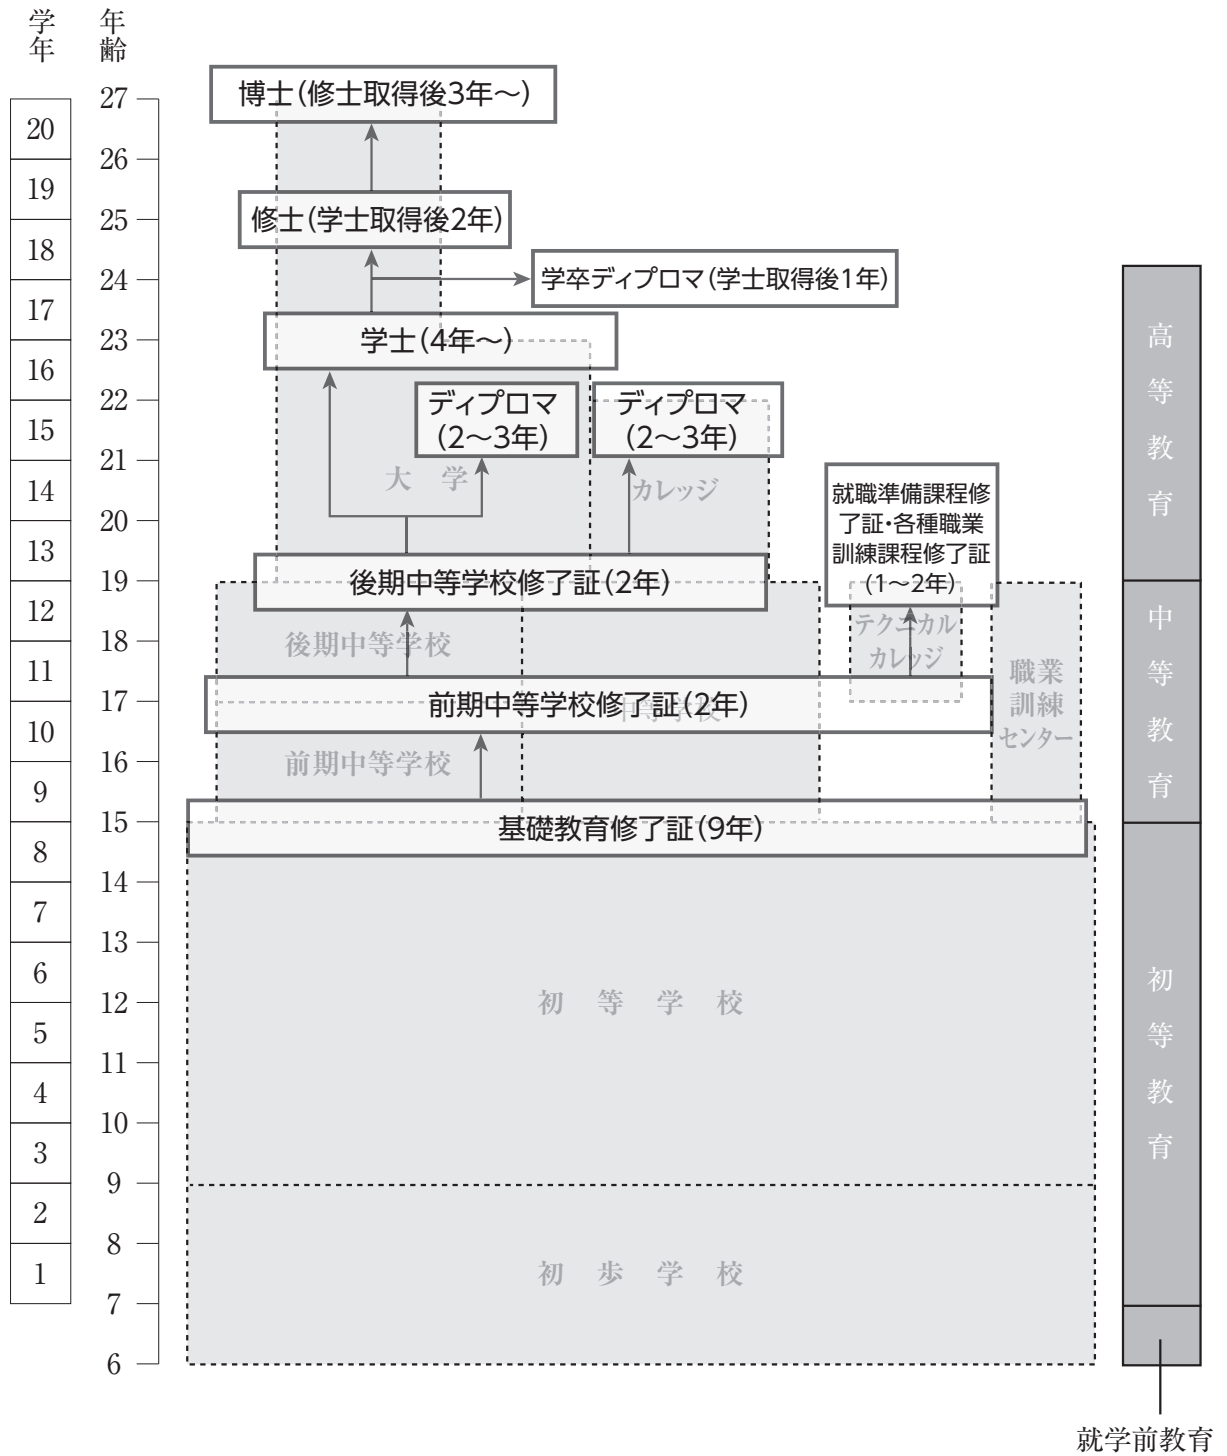 学年
年齢
27
20
26
19
25
18
24
17
23
16
22
15
21
14
20
13
19
12
18
11
17
10
16
9
15
8
14
7
13
6
12
5
11
4
10
3
9
2
8
1
7
6
博士(修士取得後3年～)
修士(学士取得後2年)
学卒ディプロマ(学士取得後1年)
学士(4年～)
ディプロマ
(2～3年)
ディプロマ
(2～3年)
大学
カレッジ
就職準備課程修
了証・各種職業
訓練課程修了証
(1～2年)
後期中等学校修了証(2年)
後期中等学校
テクニカル
カレッジ
職業
訓練
センター
前期中等学校修了証(2年)
中等学校
前期中等学校
基礎教育修了証(9年)
初等学校
初歩学校
高等教育
中等教育
初等教育
就学前教育